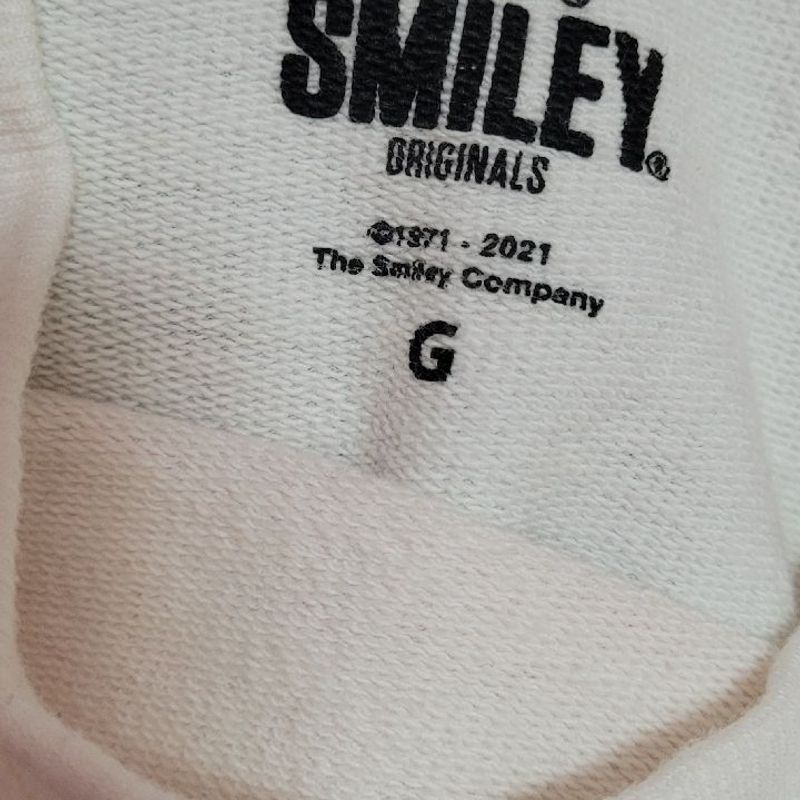 SMILEY®
ORIGINALS
©1971 - 2021
The Smiley Company
G